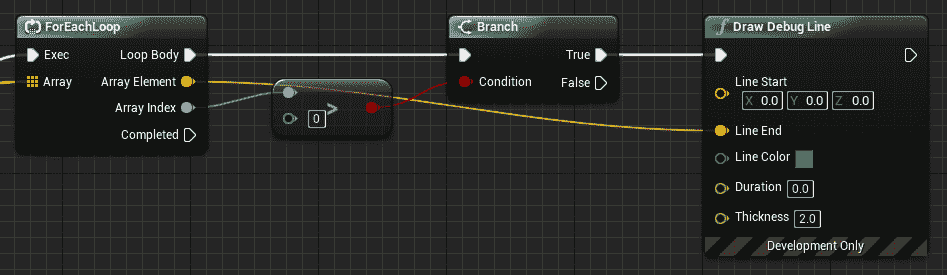 ForEachLoop
Exec
Loop Body
Array
Array Element
Array Index
Completed
>
0
Branch
True
Condition
False
f Draw Debug Line
Line Start
X 0.0 Y 0.0 Z 0.0
Line End
Line Color
Duration 0.0
Thickness 2.0
Development Only